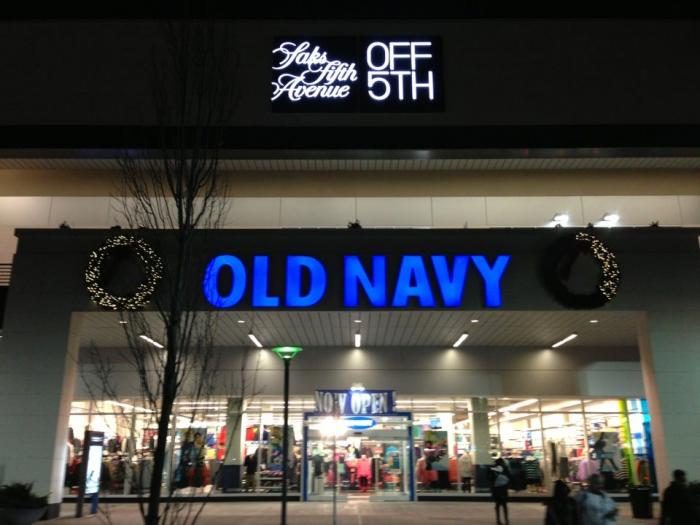 Saks
Fifth
Avenue
OFF
5TH
OLD NAVY
NOW OPEN